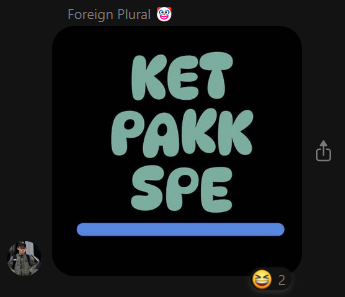 Foreign Plural 🤡
KET
PAKK
SPE
😆 2